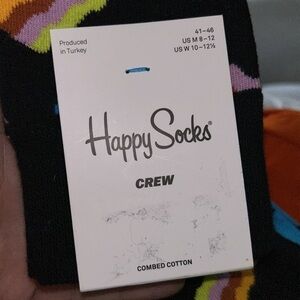 Produced
in Turkey
41–46
US M 8–12
US W 10–12½
Happy Socks®
CREW
COMBED COTTON